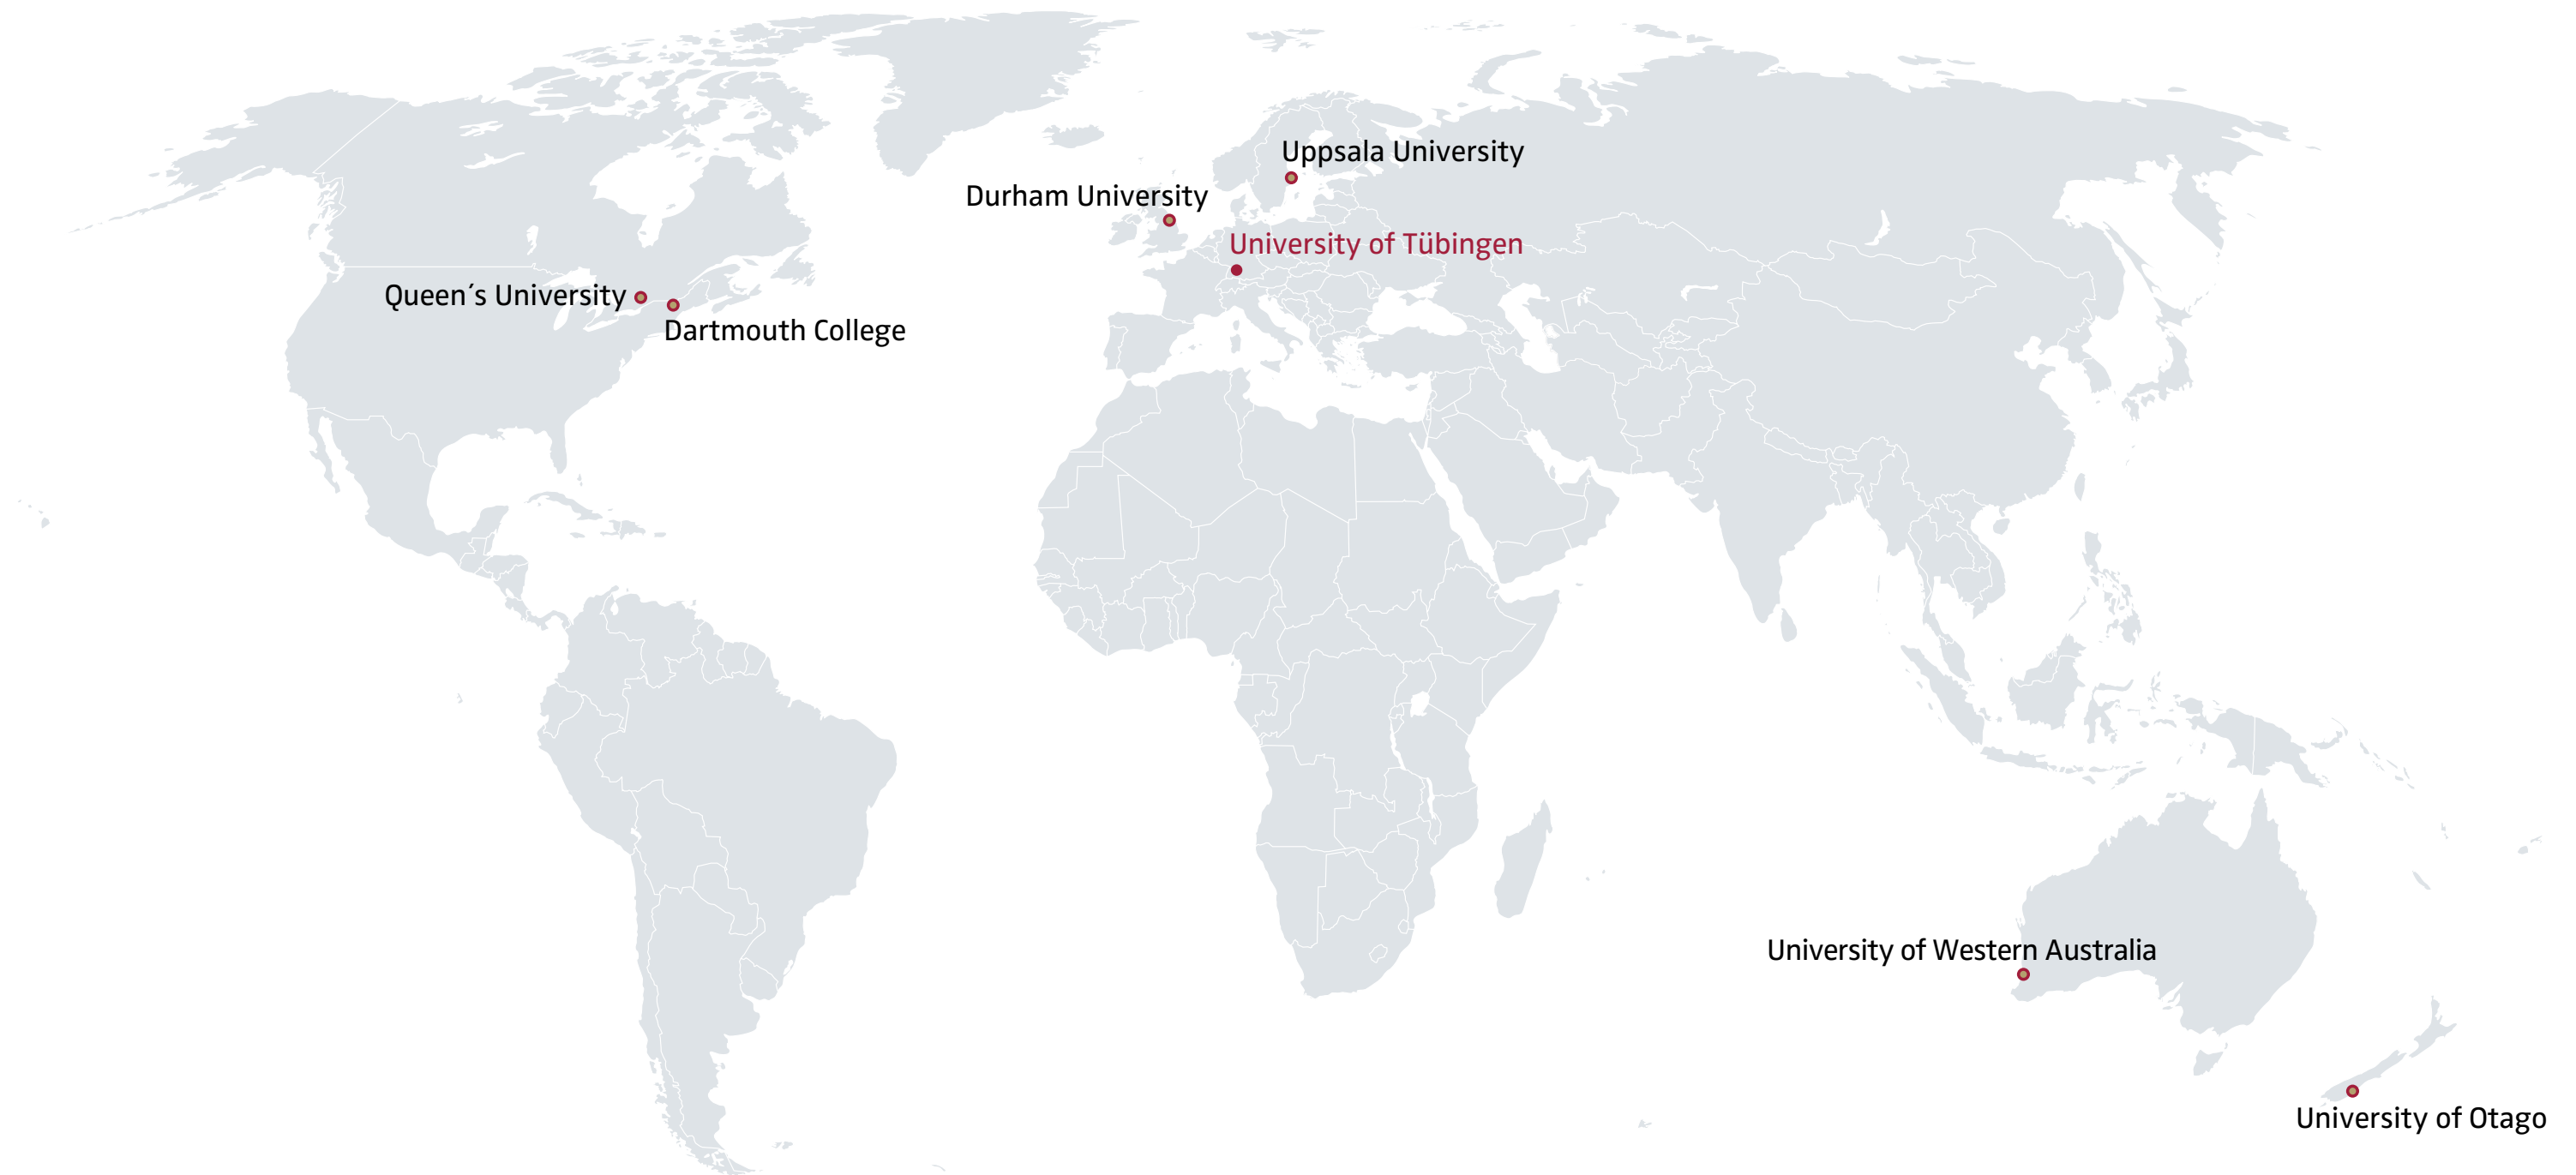 Uppsala University
Durham University
University of Tübingen
Queen´s University
Dartmouth College
University of Western Australia
University of Otago